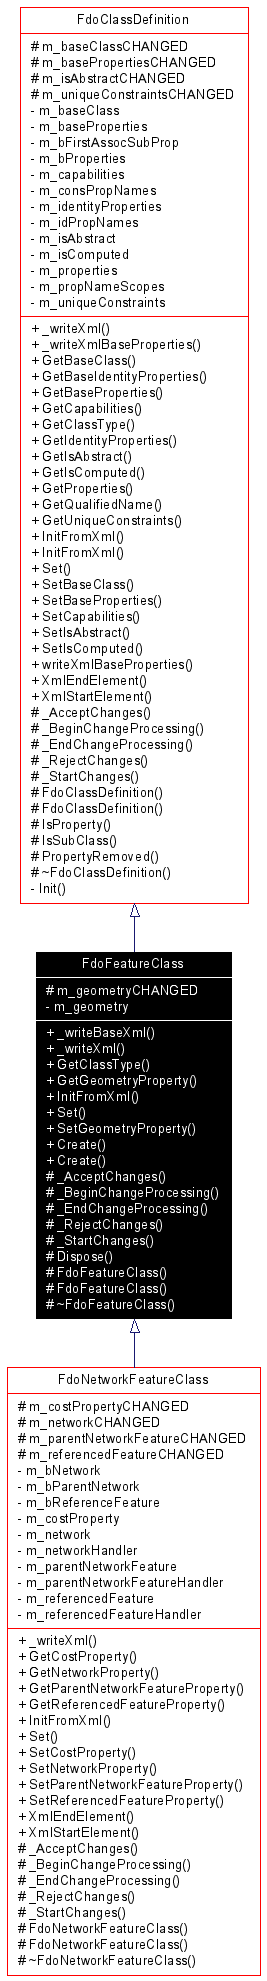 FdoClassDefinition
# m_baseClassCHANGED
# m_basePropertiesCHANGED
# m_isAbstractCHANGED
# m_uniqueConstraintsCHANGED
- m_baseClass
- m_baseProperties
- m_bFirstAssocSubProp
- m_bProperties
- m_capabilities
- m_consPropNames
- m_identityProperties
- m_idPropNames
- m_isAbstract
- m_isComputed
- m_properties
- m_propNameScopes
- m_uniqueConstraints
+ _writeXml()
+ _writeXmlBaseProperties()
+ GetBaseClass()
+ GetBaseIdentityProperties()
+ GetBaseProperties()
+ GetCapabilities()
+ GetClassType()
+ GetIdentityProperties()
+ GetIsAbstract()
+ GetIsComputed()
+ GetProperties()
+ GetQualifiedName()
+ GetUniqueConstraints()
+ InitFromXml()
+ InitFromXml()
+ Set()
+ SetBaseClass()
+ SetBaseProperties()
+ SetCapabilities()
+ SetIsAbstract()
+ SetIsComputed()
+ writeXmlBaseProperties()
+ XmlEndElement()
+ XmlStartElement()
# _AcceptChanges()
# _BeginChangeProcessing()
# _EndChangeProcessing()
# _RejectChanges()
# _StartChanges()
# FdoClassDefinition()
# FdoClassDefinition()
# IsProperty()
# IsSubClass()
# PropertyRemoved()
# ~FdoClassDefinition()
- Init()
FdoFeatureClass
# m_geometryCHANGED
- m_geometry
+ _writeBaseXml()
+ _writeXml()
+ GetClassType()
+ GetGeometryProperty()
+ InitFromXml()
+ Set()
+ SetGeometryProperty()
+ Create()
+ Create()
# _AcceptChanges()
# _BeginChangeProcessing()
# _EndChangeProcessing()
# _RejectChanges()
# _StartChanges()
# Dispose()
# FdoFeatureClass()
# FdoFeatureClass()
# ~FdoFeatureClass()
FdoNetworkFeatureClass
# m_costPropertyCHANGED
# m_networkCHANGED
# m_parentNetworkFeatureCHANGED
# m_referencedFeatureCHANGED
- m_bNetwork
- m_bParentNetwork
- m_bReferenceFeature
- m_costProperty
- m_network
- m_networkHandler
- m_parentNetworkFeature
- m_parentNetworkFeatureHandler
- m_referencedFeature
- m_referencedFeatureHandler
+ _writeXml()
+ GetCostProperty()
+ GetNetworkProperty()
+ GetParentNetworkFeatureProperty()
+ GetReferencedFeatureProperty()
+ InitFromXml()
+ Set()
+ SetCostProperty()
+ SetNetworkProperty()
+ SetParentNetworkFeatureProperty()
+ SetReferencedFeatureProperty()
+ XmlEndElement()
+ XmlStartElement()
# _AcceptChanges()
# _BeginChangeProcessing()
# _EndChangeProcessing()
# _RejectChanges()
# _StartChanges()
# FdoNetworkFeatureClass()
# FdoNetworkFeatureClass()
# ~FdoNetworkFeatureClass()